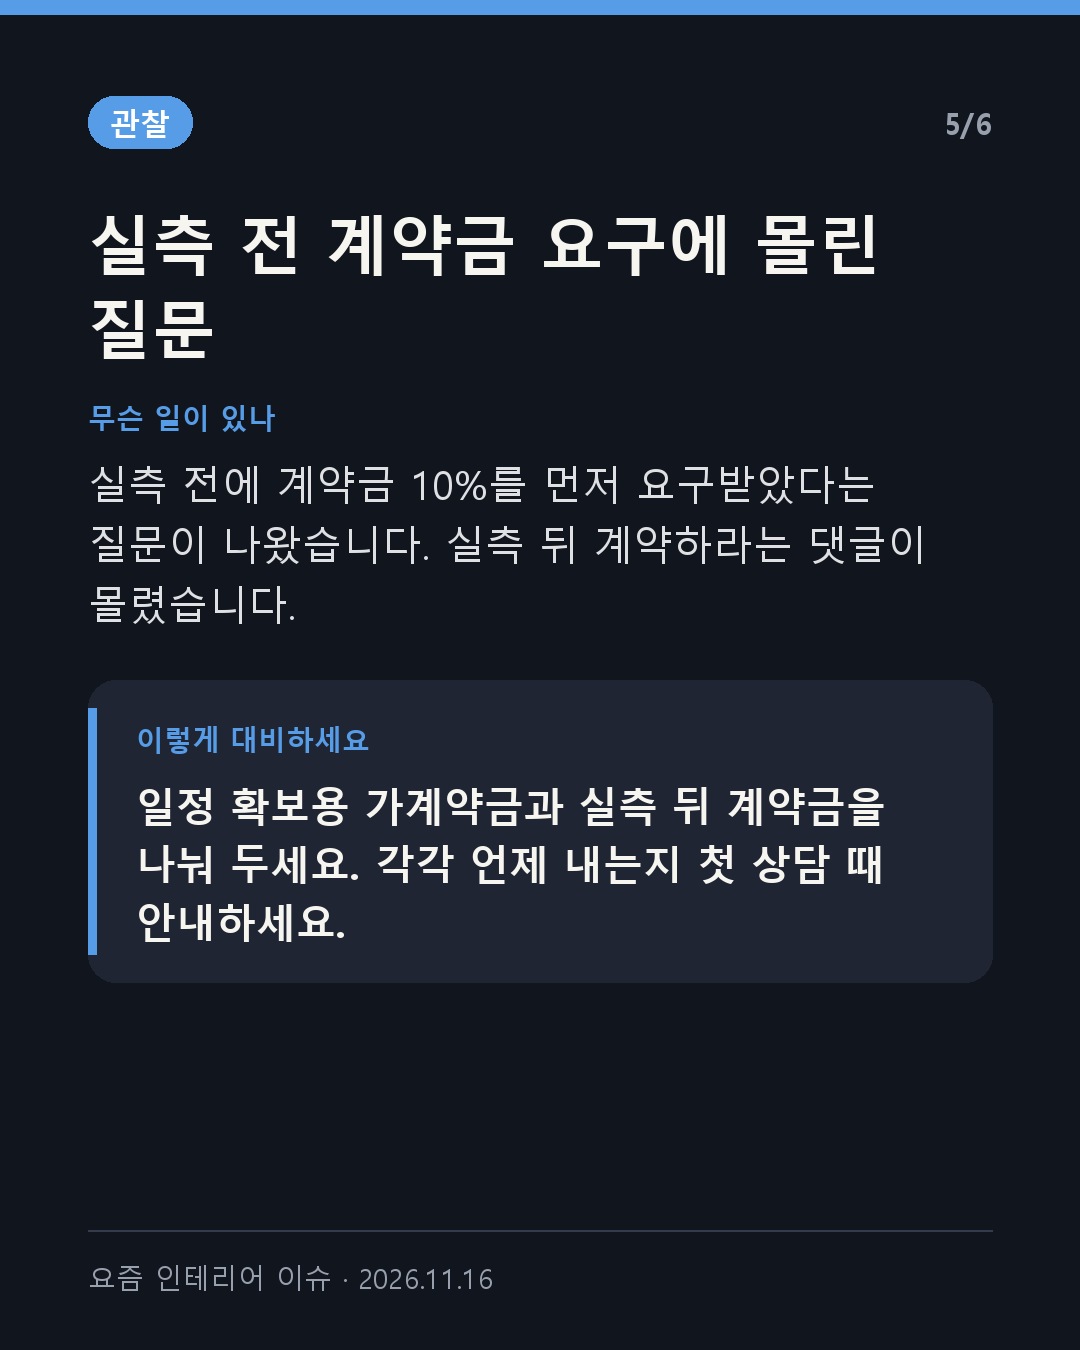 관찰
5/6
실측 전 계약금 요구에 몰린
질문
무슨 일이 있나
실측 전에 계약금 10%를 먼저 요구받았다는
질문이 나왔습니다. 실측 뒤 계약하라는 댓글이
몰렸습니다.
이렇게 대비하세요
일정 확보용 가계약금과 실측 뒤 계약금을
나눠 두세요. 각각 언제 내는지 첫 상담 때
안내하세요.
요즘 인테리어 이슈 · 2026.11.16